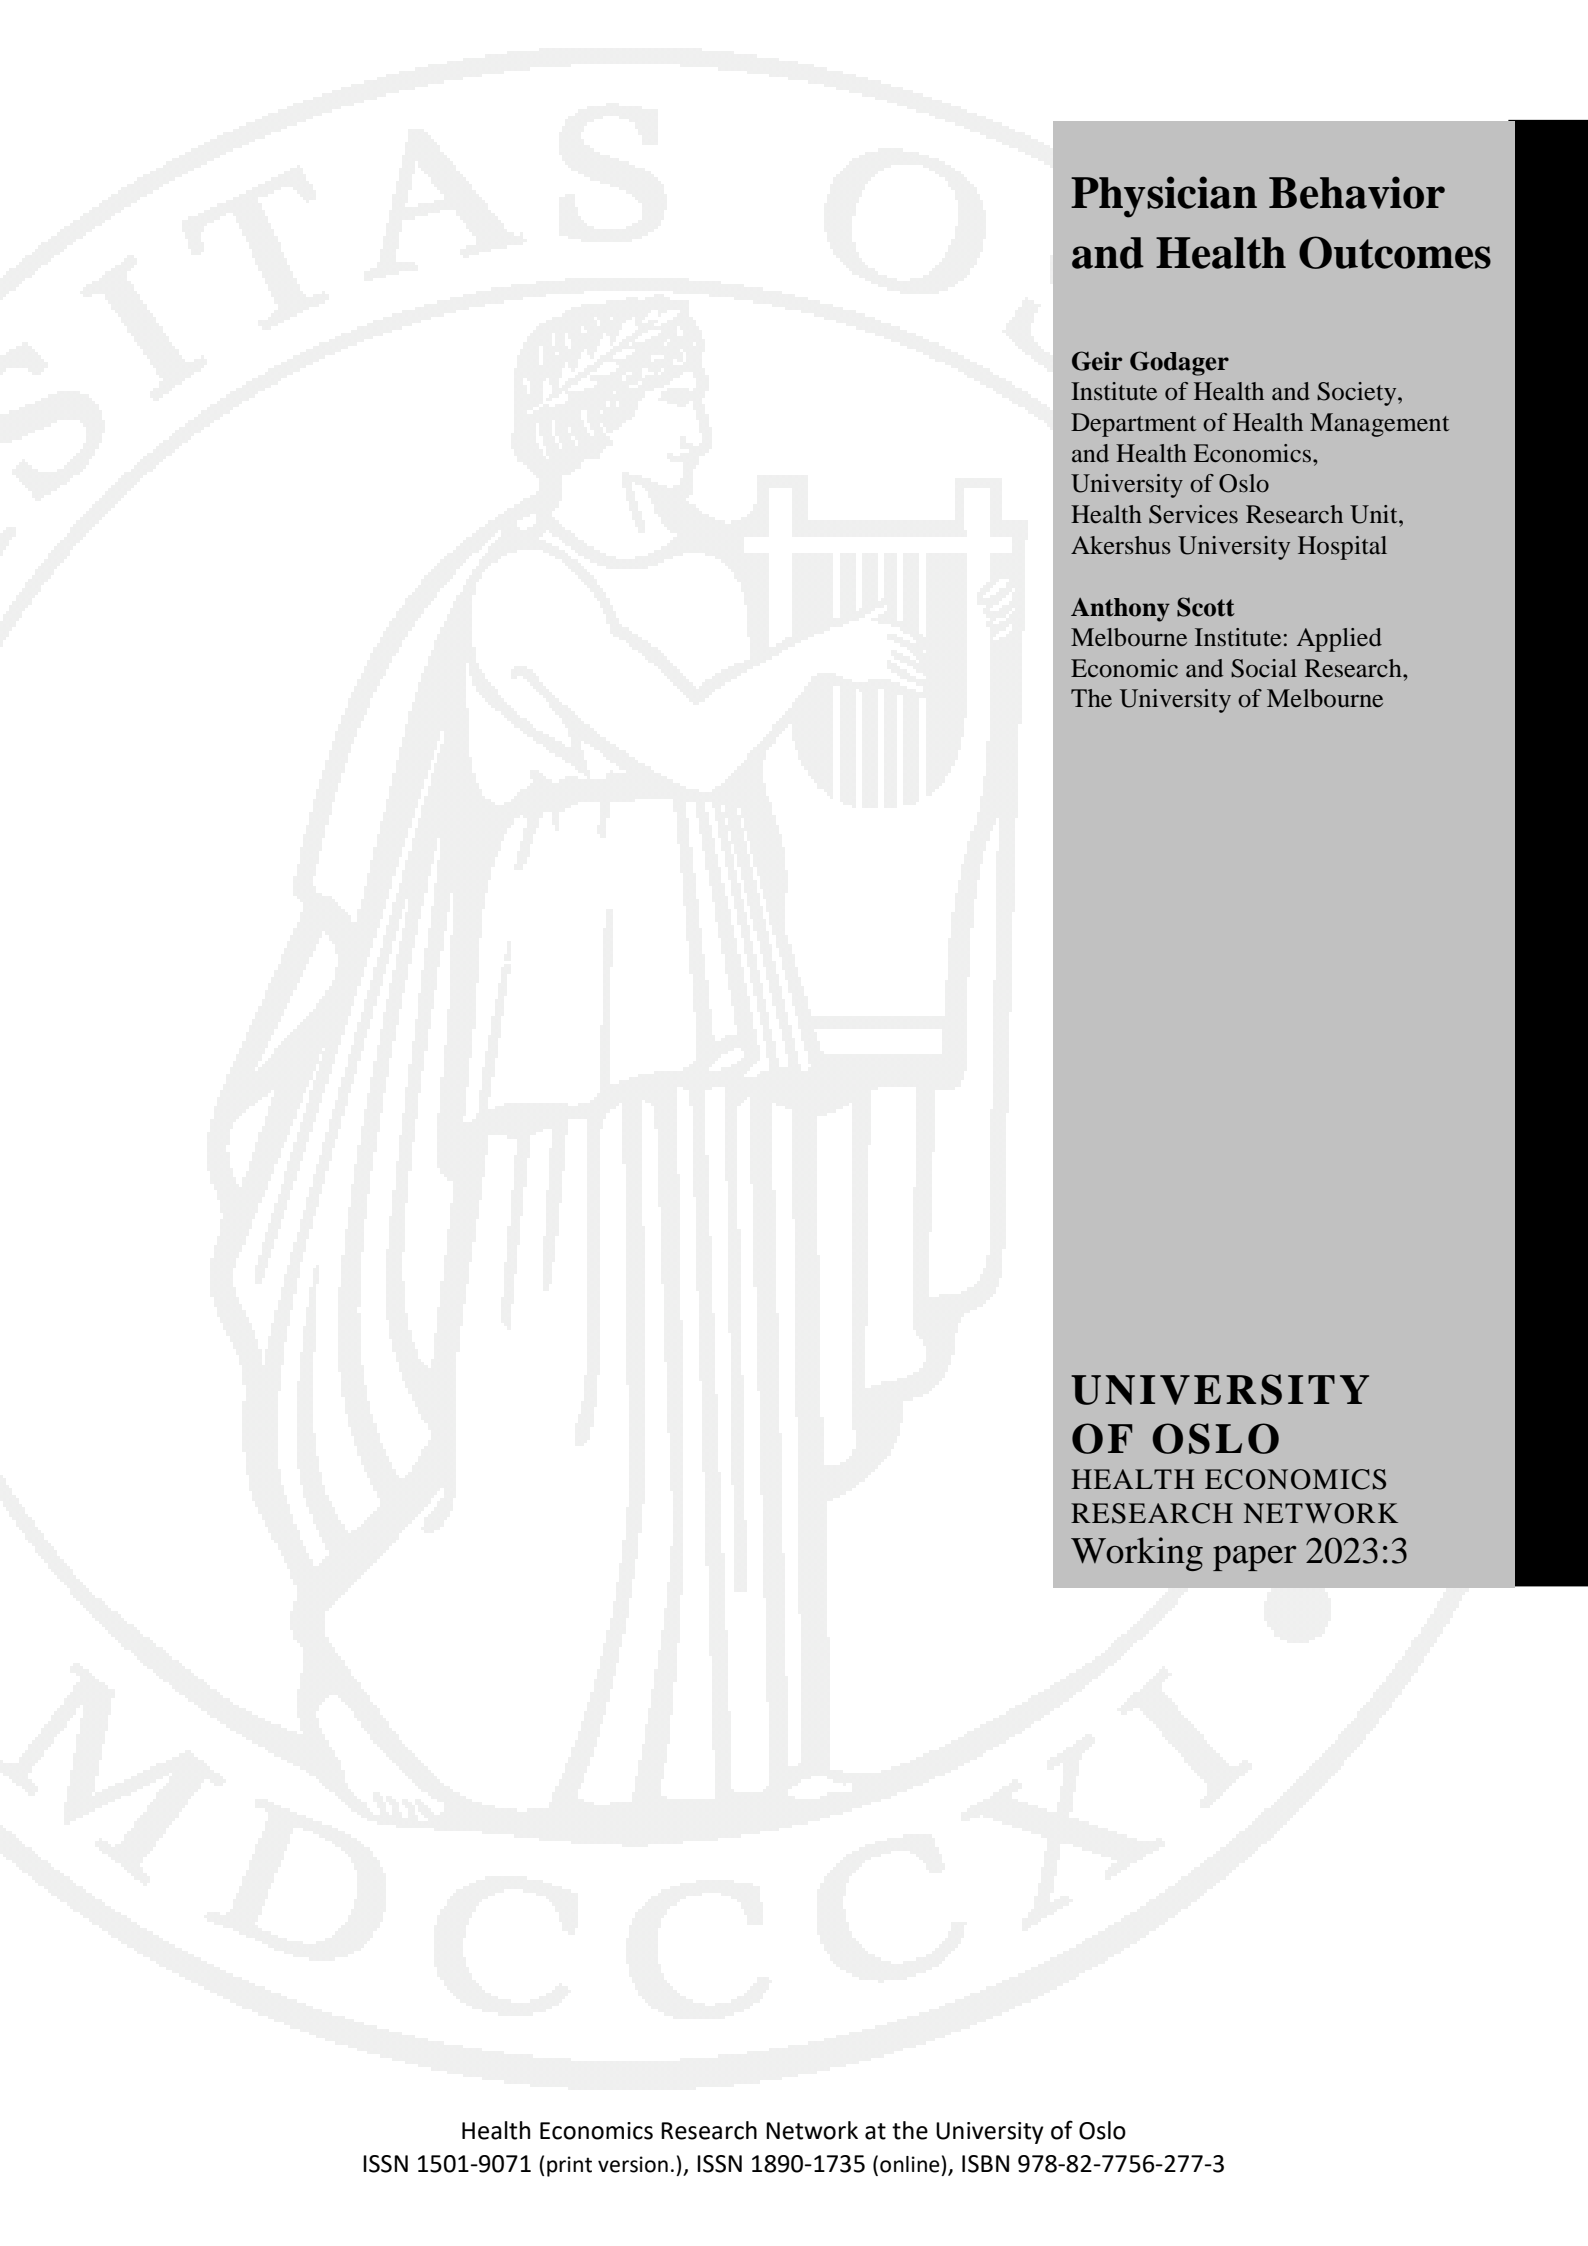 SITAS OS
Physician Behavior
and Health Outcomes
Geir Godager
Institute of Health and Society,
Department of Health Management
and Health Economics,
University of Oslo
Health Services Research Unit,
Akershus University Hospital
Anthony Scott
Melbourne Institute: Applied
Economic and Social Research,
The University of Melbourne
UNIVERSITY
OF OSLO
HEALTH ECONOMICS
RESEARCH NETWORK
Working paper 2023:3
MDCCCXI
Health Economics Research Network at the University of Oslo
ISSN 1501-9071 (print version.), ISSN 1890-1735 (online), ISBN 978-82-7756-277-3